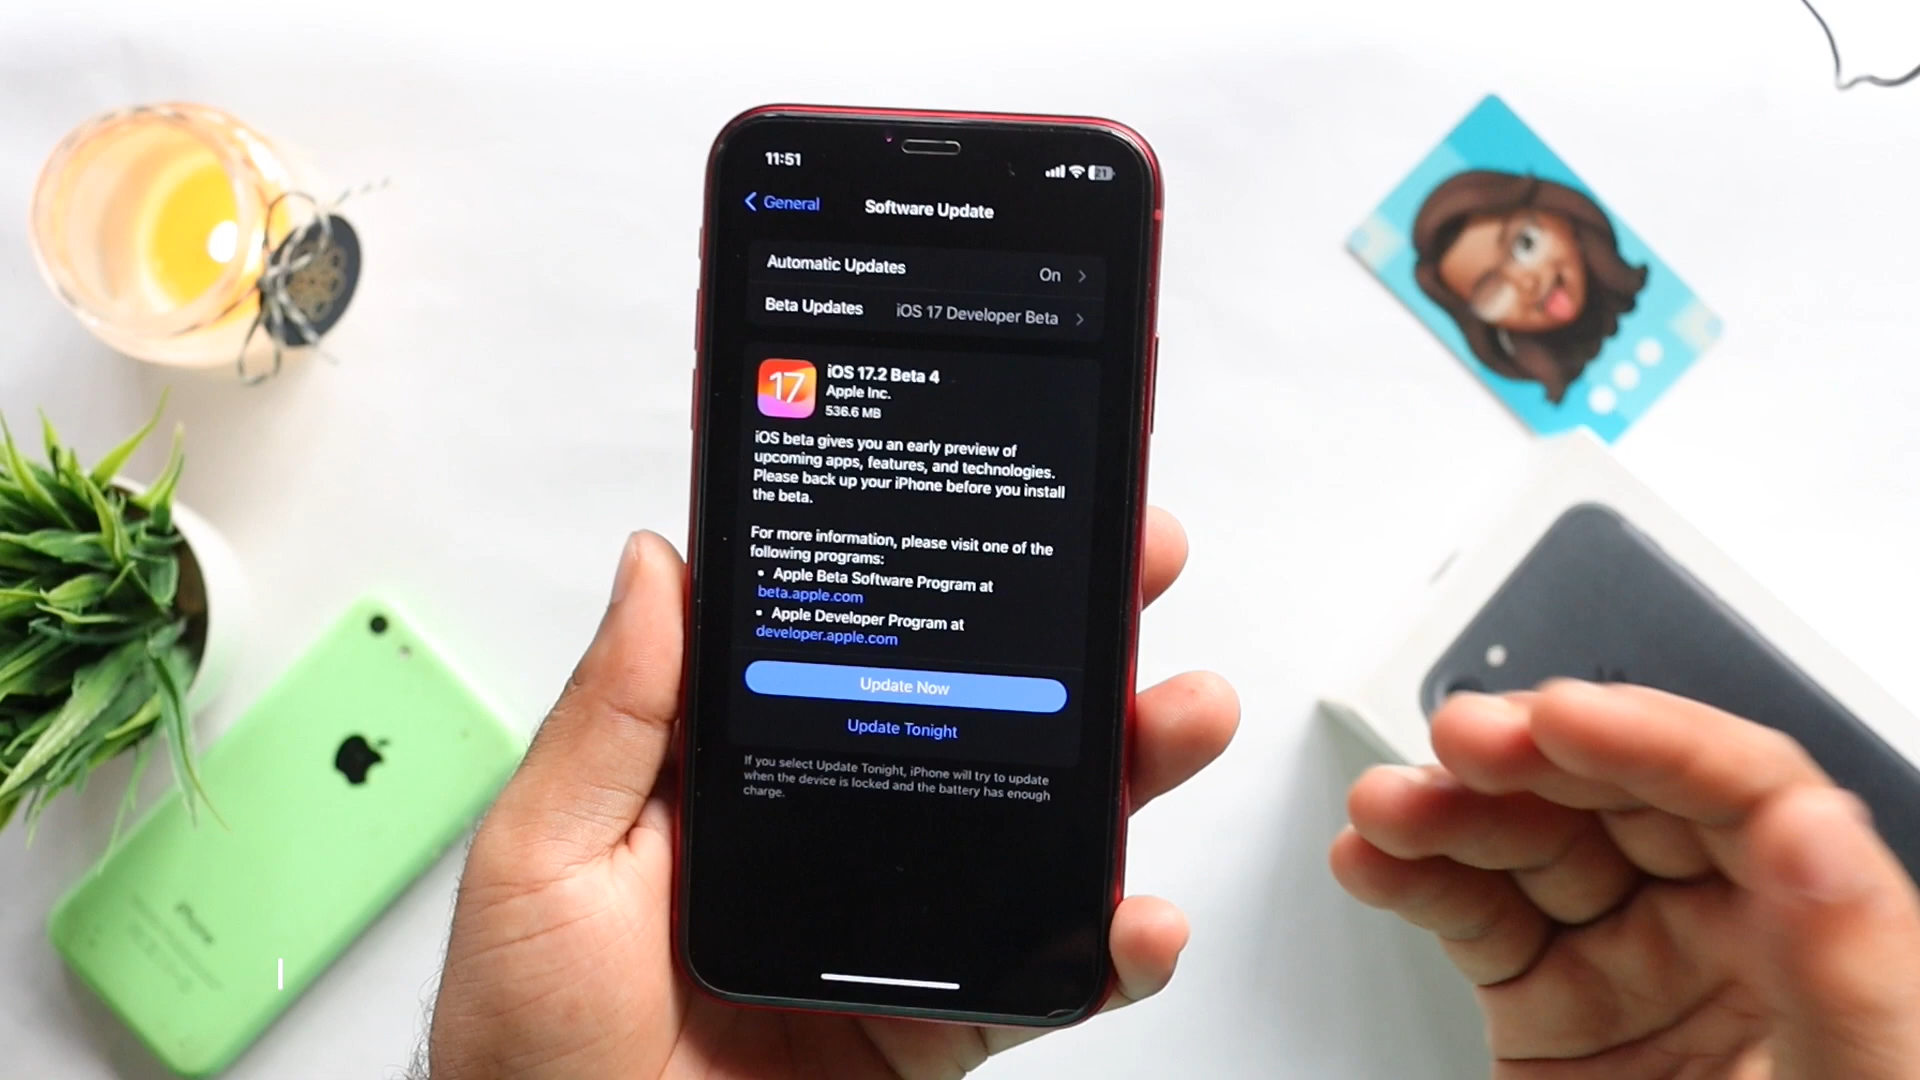 11:51
21
General
Software Update
Automatic Updates On
Beta Updates iOS 17 Developer Beta
17
iOS 17.2 Beta 4
Apple Inc.
536.6 MB
iOS beta gives you an early preview of
upcoming apps, features, and technologies.
Please back up your iPhone before you install
the beta.
For more information, please visit one of the
following programs:
• Apple Beta Software Program at
beta.apple.com
• Apple Developer Program at
developer.apple.com
Update Now
Update Tonight
If you select Update Tonight, iPhone will try to update
when the device is locked and the battery has enough
charge.
iPhone